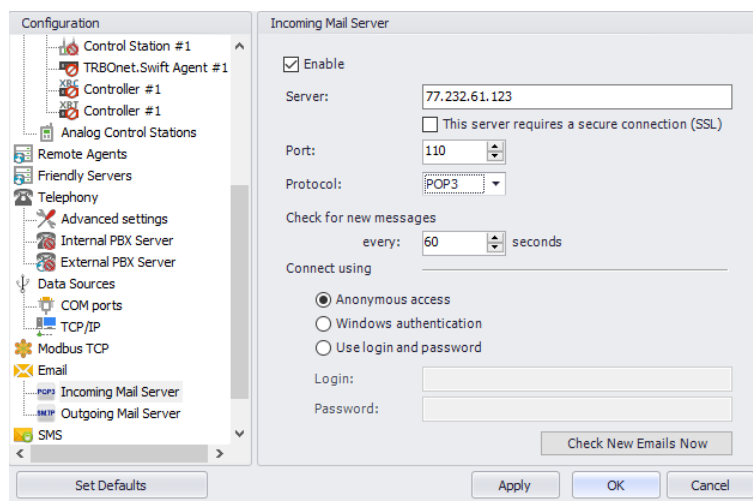 Configuration
Control Station #1
TRBOnet.Swift Agent #1
XRC
Controller #1
XRT
Controller #1
Analog Control Stations
Remote Agents
Friendly Servers
Telephony
Advanced settings
Internal PBX Server
External PBX Server
Data Sources
COM ports
TCP/IP
Modbus TCP
Email
POP3 Incoming Mail Server
SMTP Outgoing Mail Server
SMS
Set Defaults
Incoming Mail Server
Enable
Server: 77.232.61.123
This server requires a secure connection (SSL)
Port: 110
Protocol: POP3
Check for new messages
every: 60 seconds
Connect using
Anonymous access
Windows authentication
Use login and password
Login:
Password:
Check New Emails Now
Apply OK Cancel